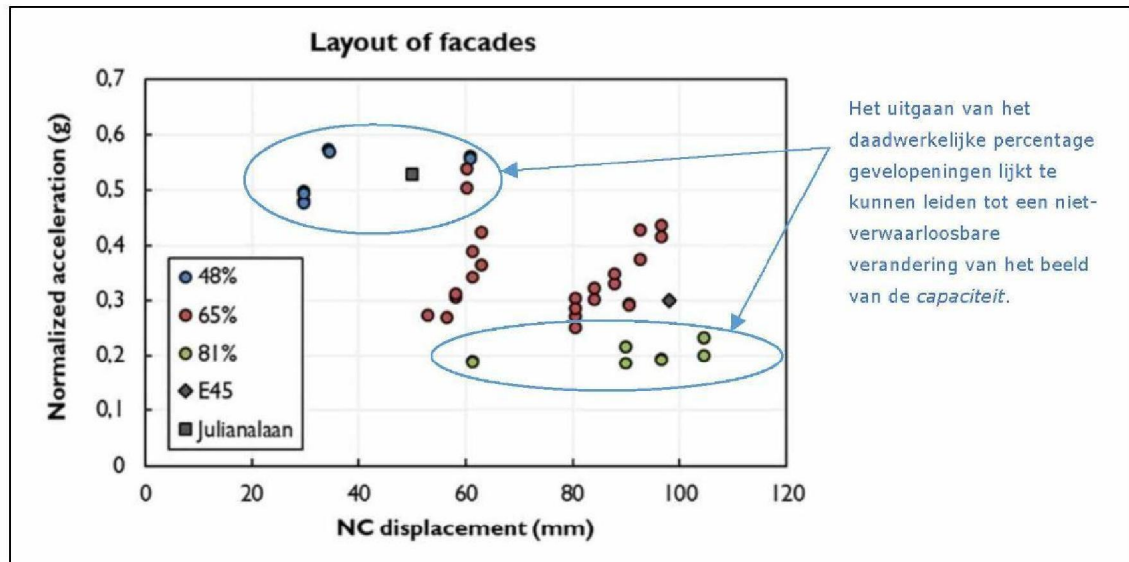 Layout of facades
Normalized acceleration (g)
0,7
0,6
0,5
0,4
0,3
0,2
0,1
0
48%
65%
81%
E45
Julianalaan
0
20
40
60
80
100
120
NC displacement (mm)
Het uitgaan van het
daadwerkelijke percentage
gevelopeningen lijkt te
kunnen leiden tot een niet-
verwaarloosbare
verandering van het beeld
van de capaciteit.